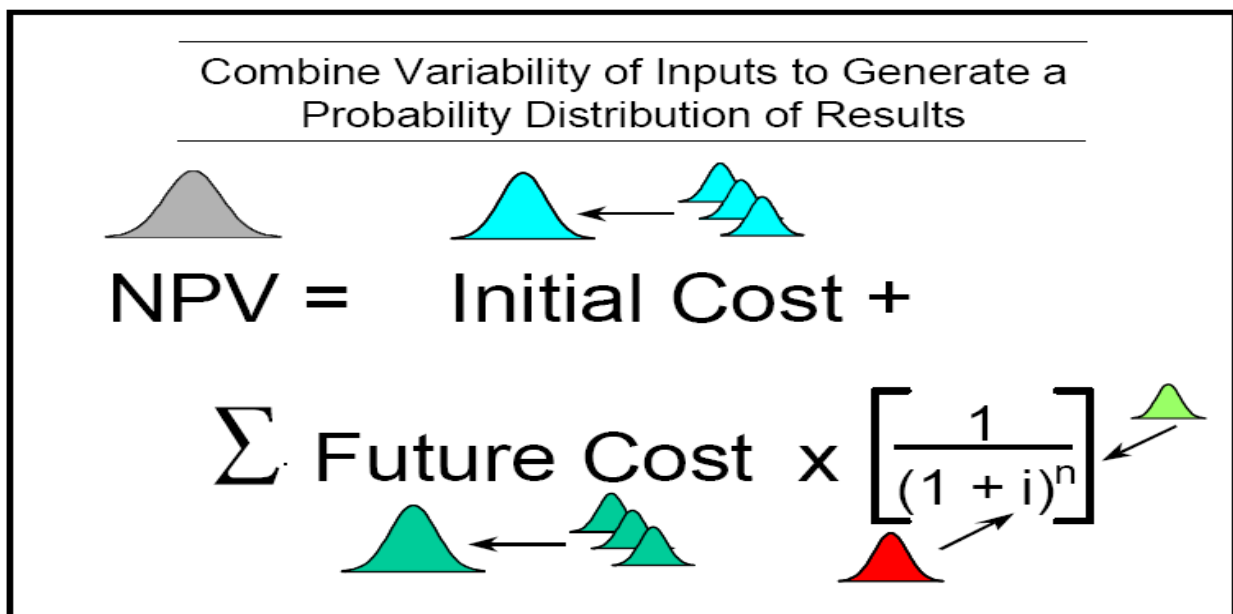 Combine Variability of Inputs to Generate a
Probability Distribution of Results
NPV = Initial Cost +
∑ Future Cost x [1/(1 + i)^n]